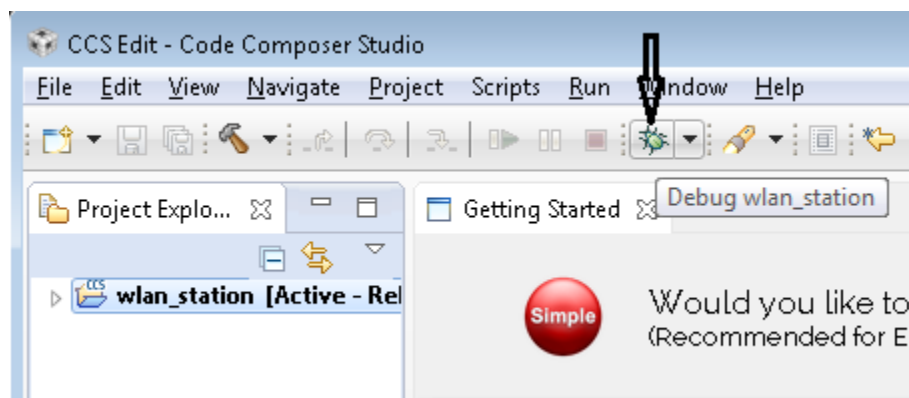 CCS Edit - Code Composer Studio
File Edit View Navigate Project Scripts Run Window Help
Debug wlan_station
Project Explo... Getting Started
CCS
wlan_station [Active - Rel
Simple
Would you like to
(Recommended for E